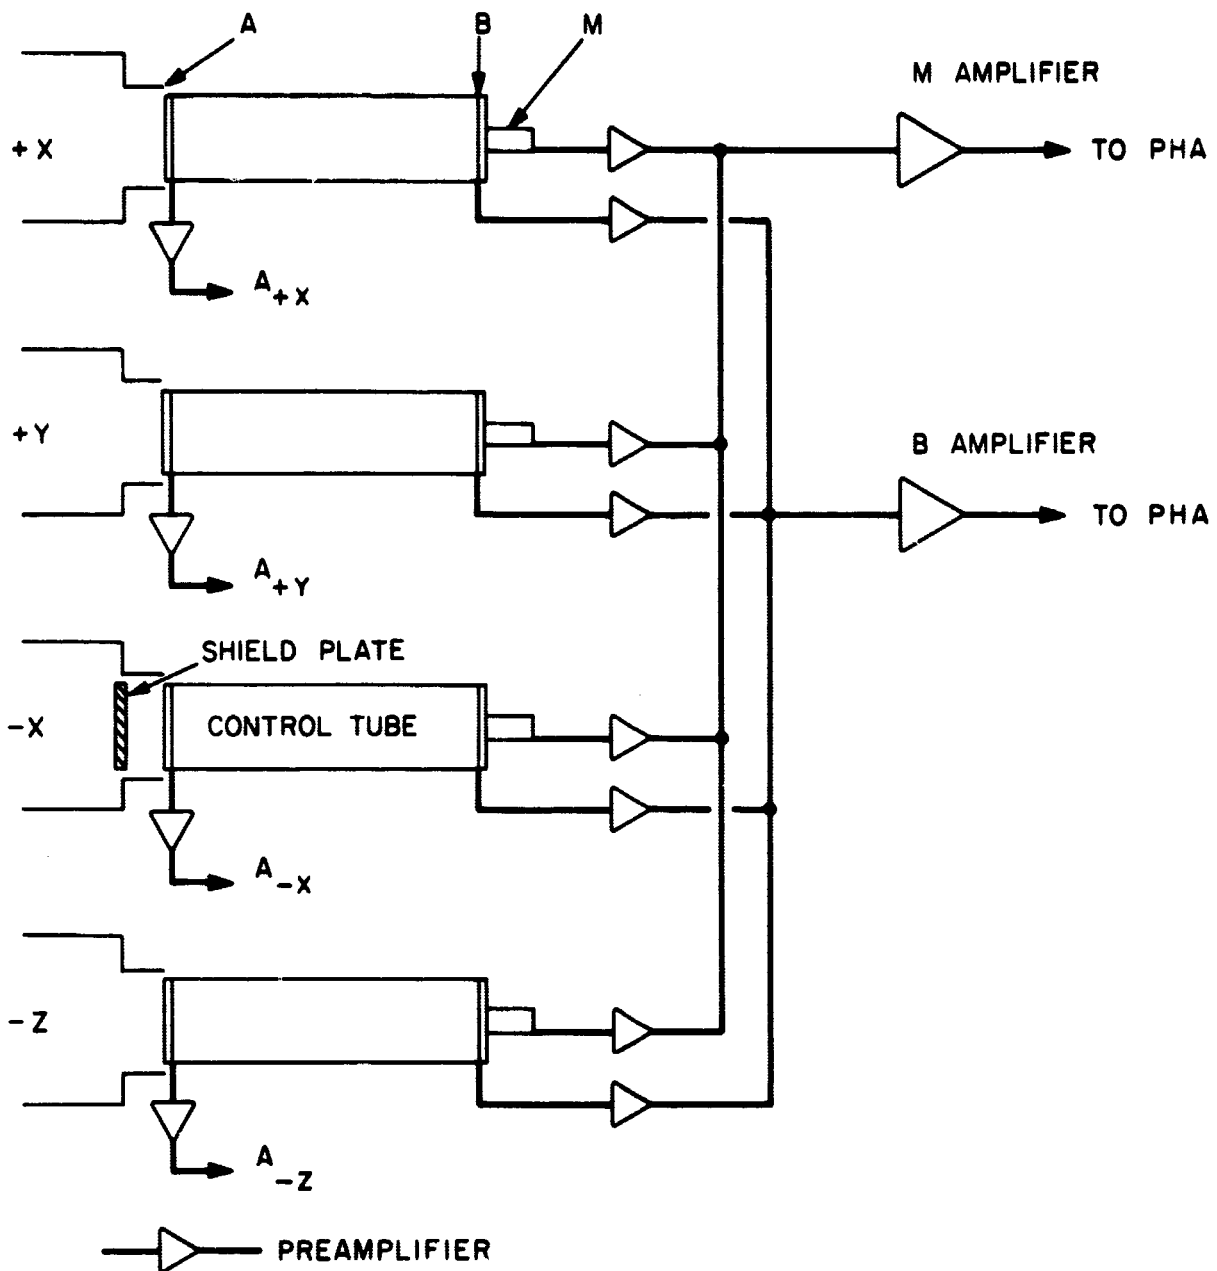 A
B
M
M AMPLIFIER
+X
TO PHA
A+X
+Y
B AMPLIFIER
TO PHA
A+Y
SHIELD PLATE
-X
CONTROL TUBE
A-X
-Z
A-Z
PREAMPLIFIER